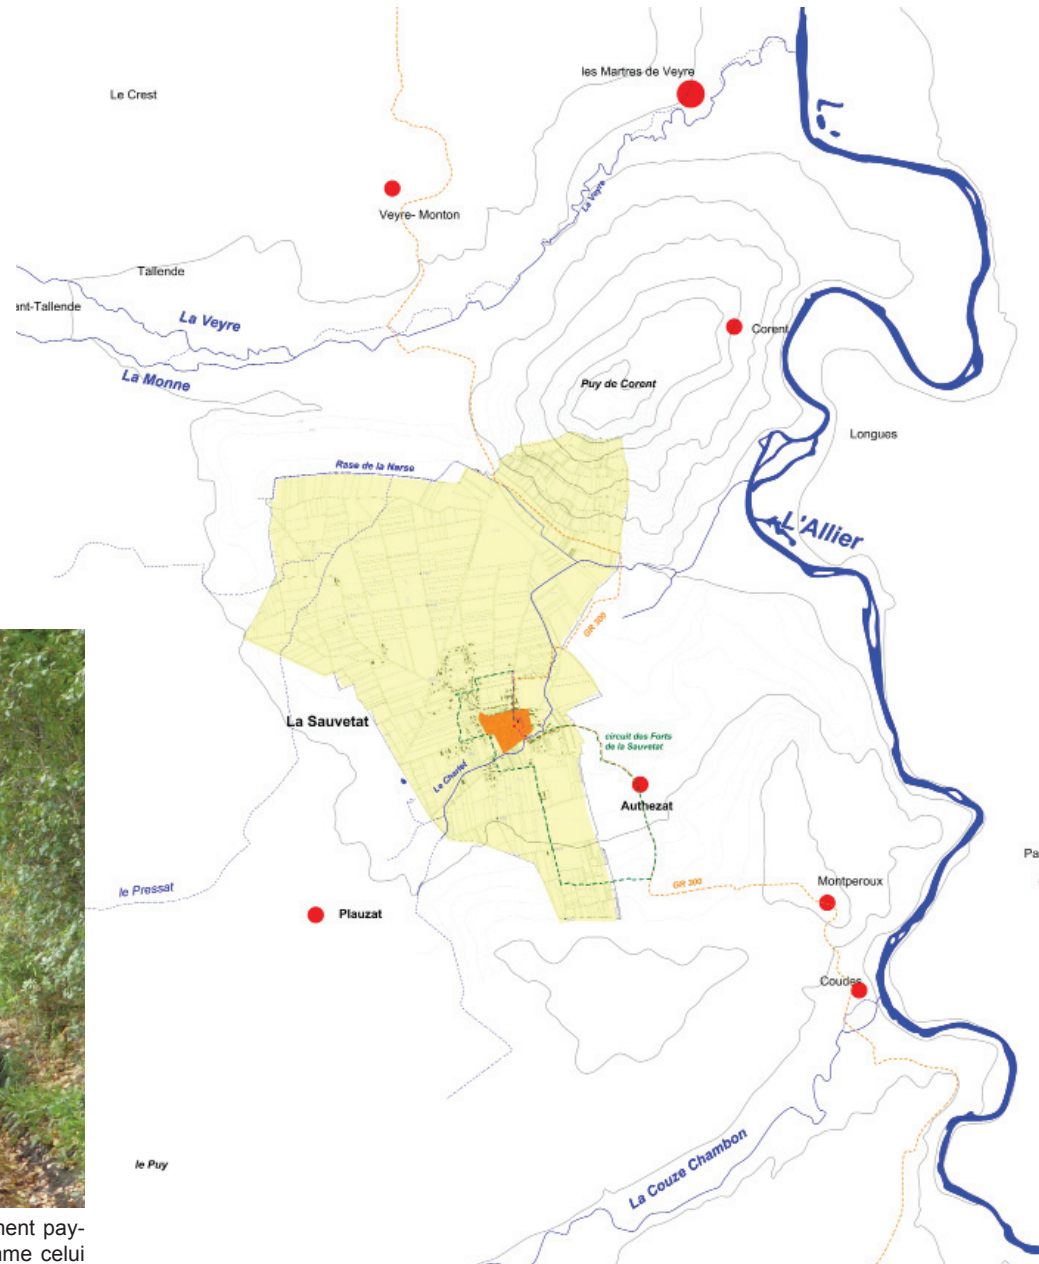 les Martres de Veyre
Le Crest
La Veyre
Veyre- Monton
Tallende
ant-Tallende
La Veyre
La Monne
Corent
Puy de Corent
Longues
Rase de la Narse
L'Allier
GR 300
La Sauvetat
circuit des Forts
de la Sauvetat
Le Charlet
Authezat
Pa
le Pressat
GR 300
Montperoux
Plauzat
Coudes
La Couze Chambon
le Puy
ment pay-
nme celui